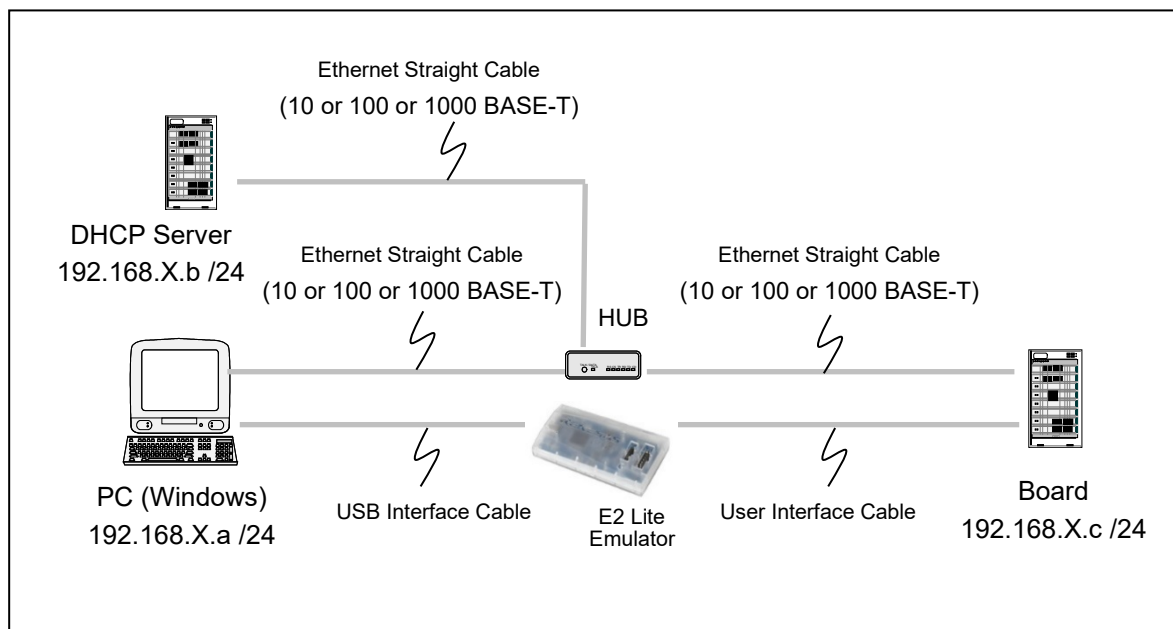 Ethernet Straight Cable
(10 or 100 or 1000 BASE-T)
DHCP Server
192.168.X.b /24
Ethernet Straight Cable
(10 or 100 or 1000 BASE-T)
Ethernet Straight Cable
(10 or 100 or 1000 BASE-T)
HUB
PC (Windows)
192.168.X.a /24
USB Interface Cable
E2 Lite
Emulator
User Interface Cable
Board
192.168.X.c /24